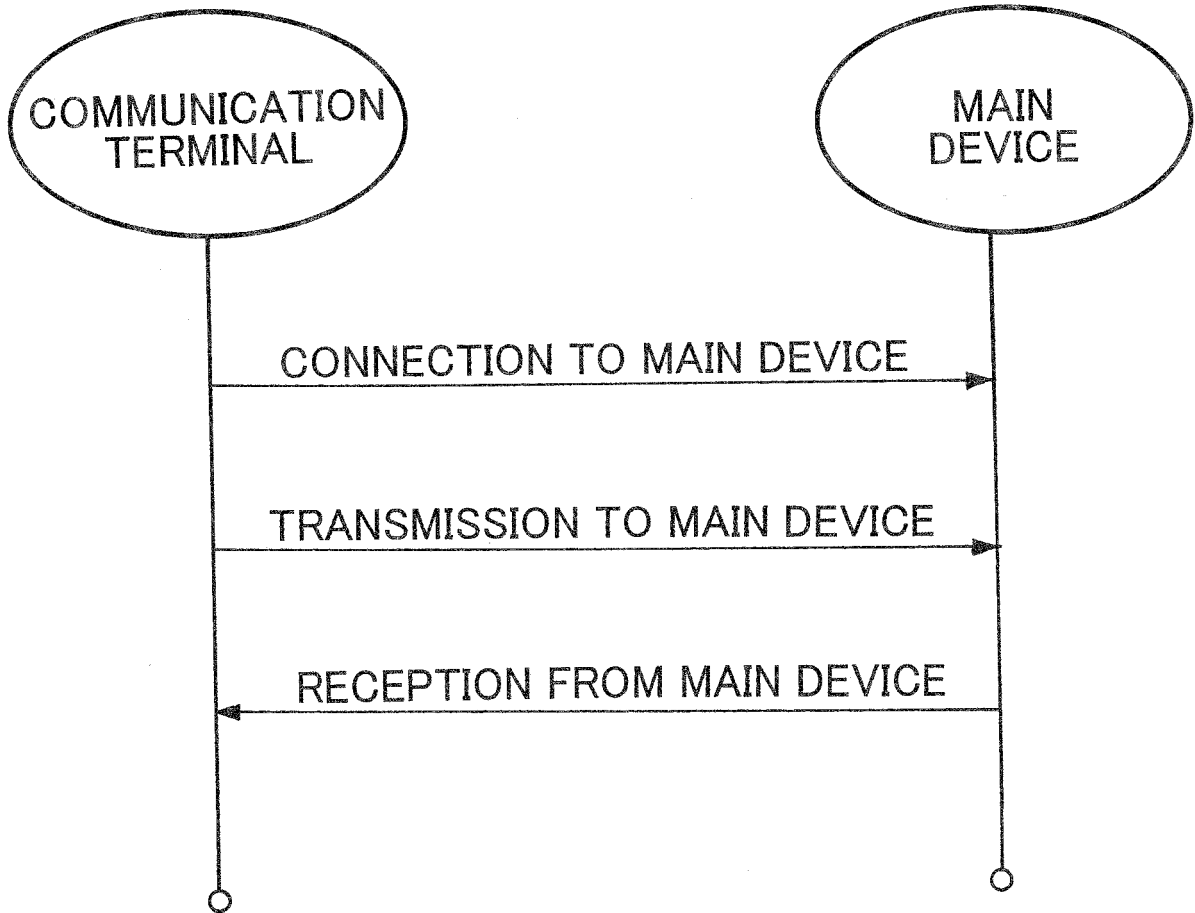 COMMUNICATION
TERMINAL
MAIN
DEVICE
CONNECTION TO MAIN DEVICE
TRANSMISSION TO MAIN DEVICE
RECEPTION FROM MAIN DEVICE